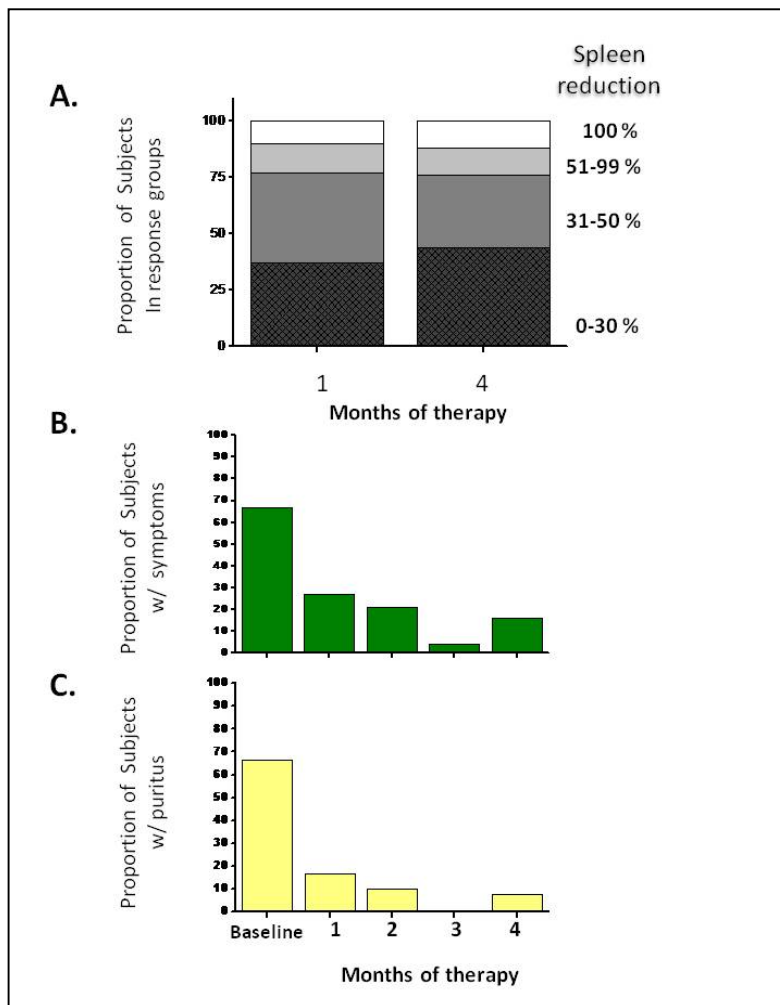 Spleen
reduction
A.
Proportion of Subjects
In response groups
100
75
50
25
0
100 %
51-99 %
31-50 %
0-30 %
1 4
Months of therapy
B.
Proportion of Subjects
w/ symptoms
100
90
80
70
60
50
40
30
20
10
0
C.
Proportion of Subjects
w/ puritus
100
90
80
70
60
50
40
30
20
10
0
Baseline 1 2 3 4
Months of therapy